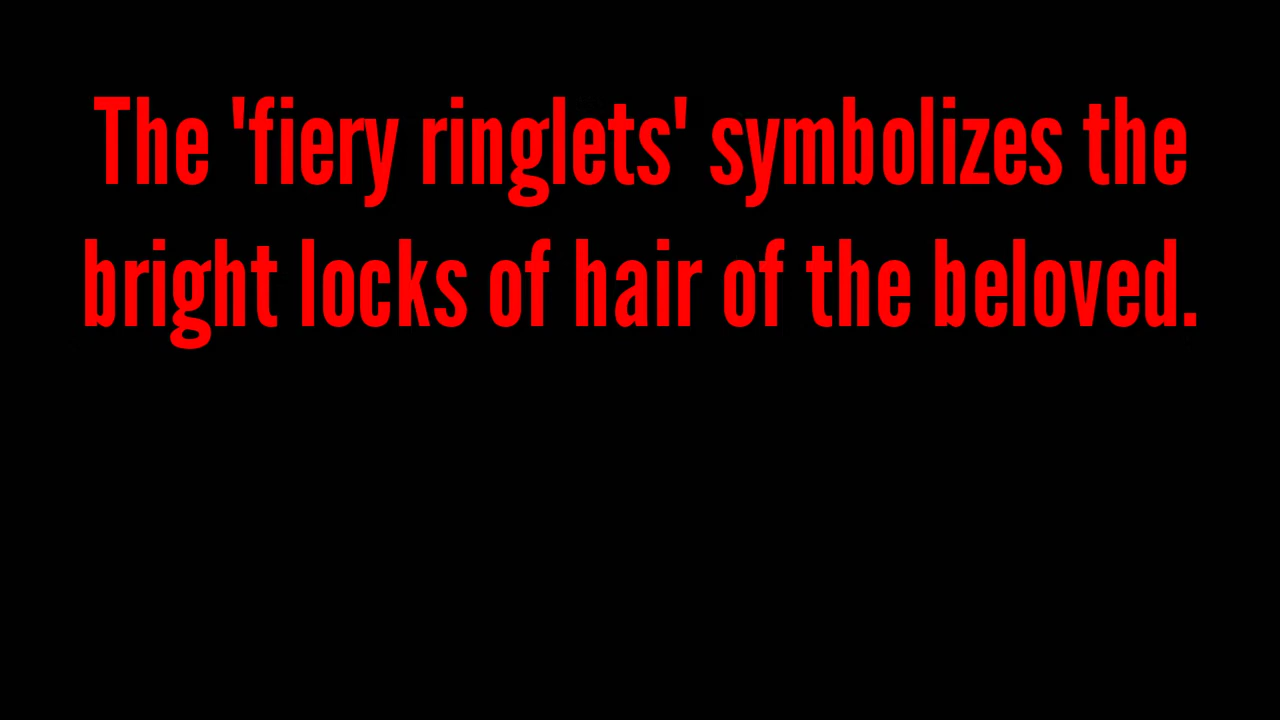 The 'fiery ringlets' symbolizes the
bright locks of hair of the beloved.